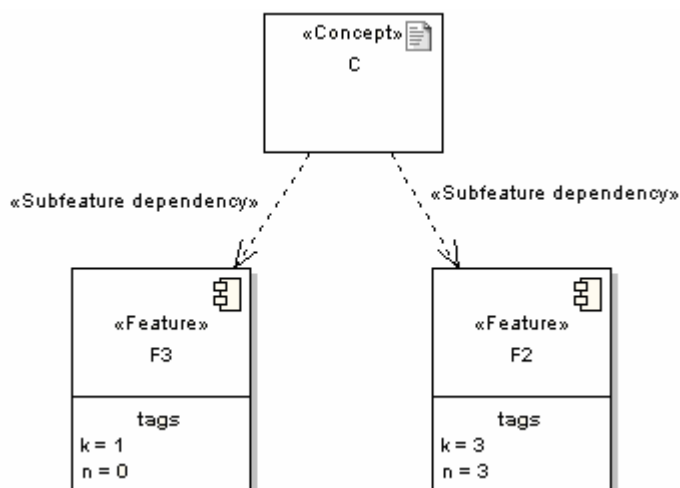 «Concept»
C
«Subfeature dependency»
«Subfeature dependency»
«Feature»
F3
tags
k = 1
n = 0
«Feature»
F2
tags
k = 3
n = 3